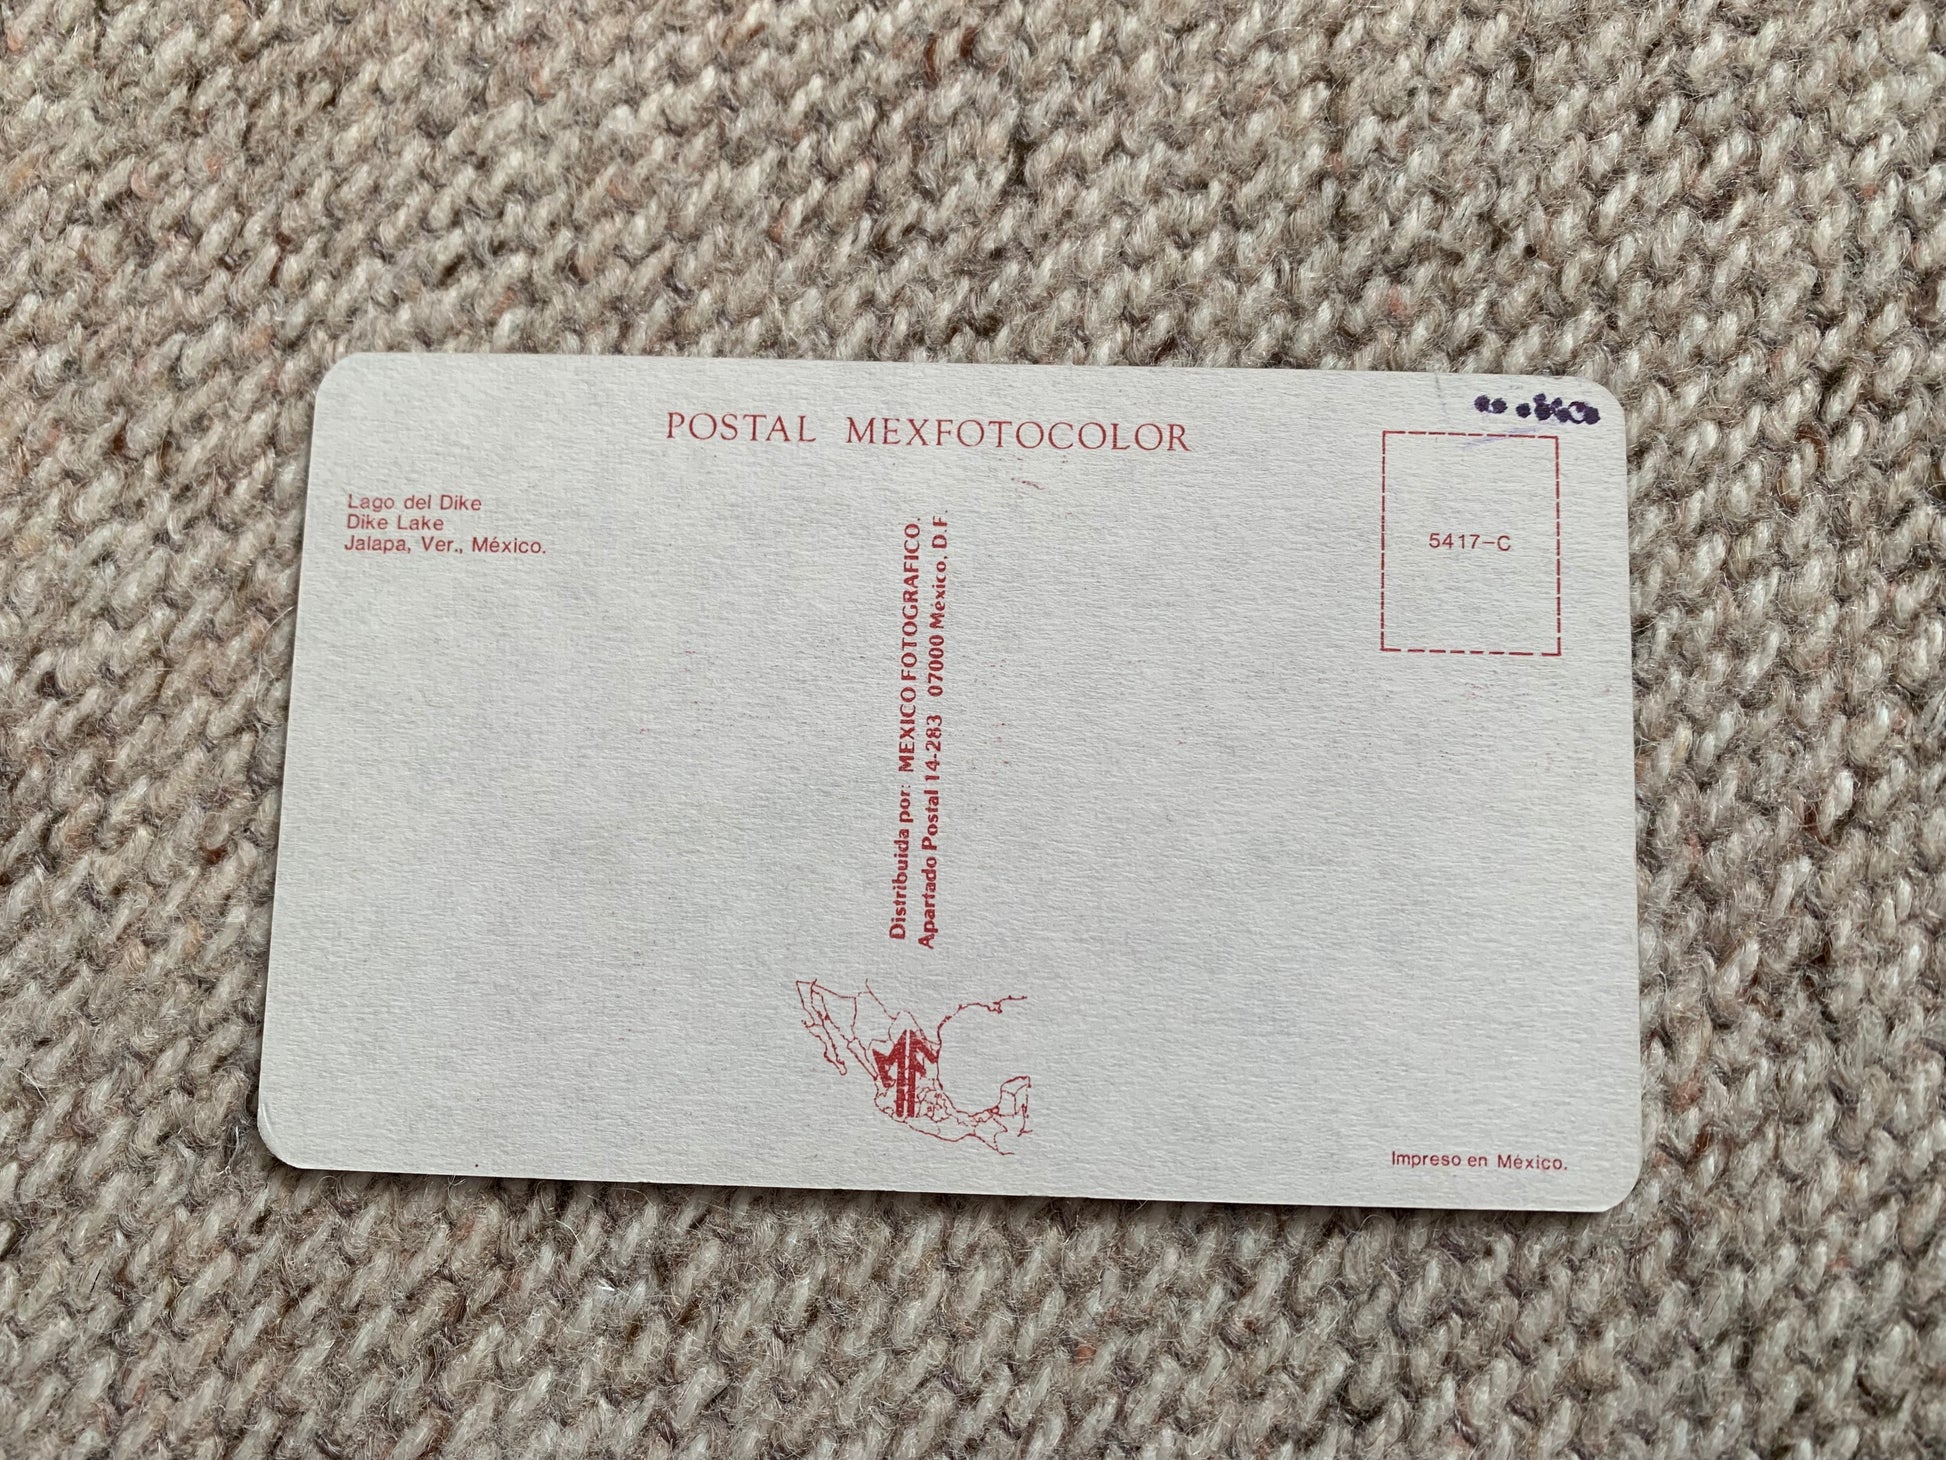 POSTAL MEXFOTOCOLOR
Lago del Dike
Dike Lake
Jalapa, Ver., México.
5417-C
Distribuida por: MEXICO FOTOGRAFICO.
Apartado Postal 14-283 07000 México, D.F.
MF
Impreso en México.